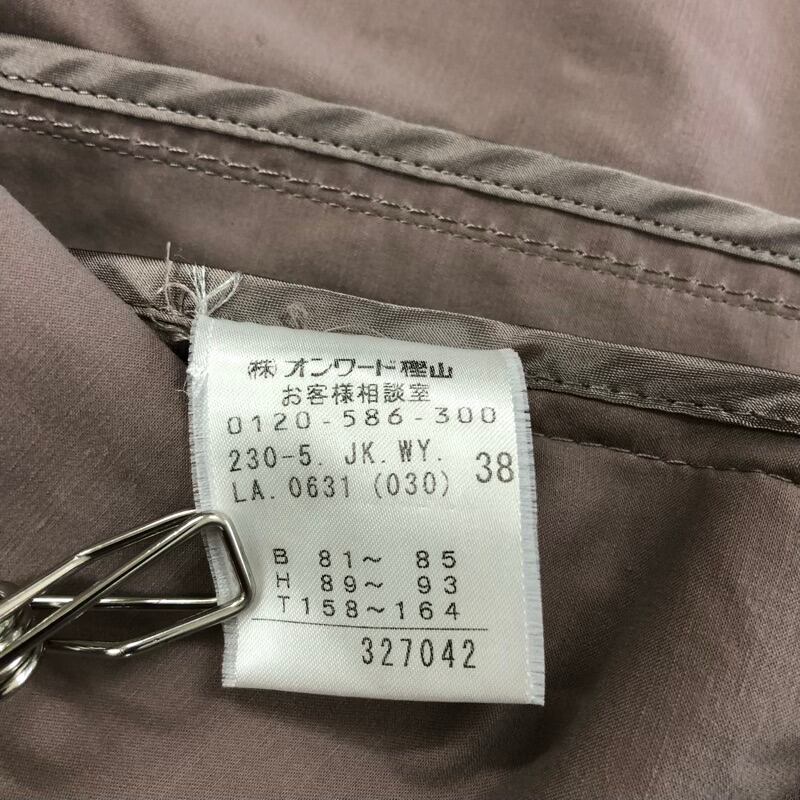 ㈱オンワード樫山
お客様相談室
0120-586-300
230-5. JK.WY. 38
LA.0631(030)
B 81～ 85
H 89～ 93
T158～164
327042